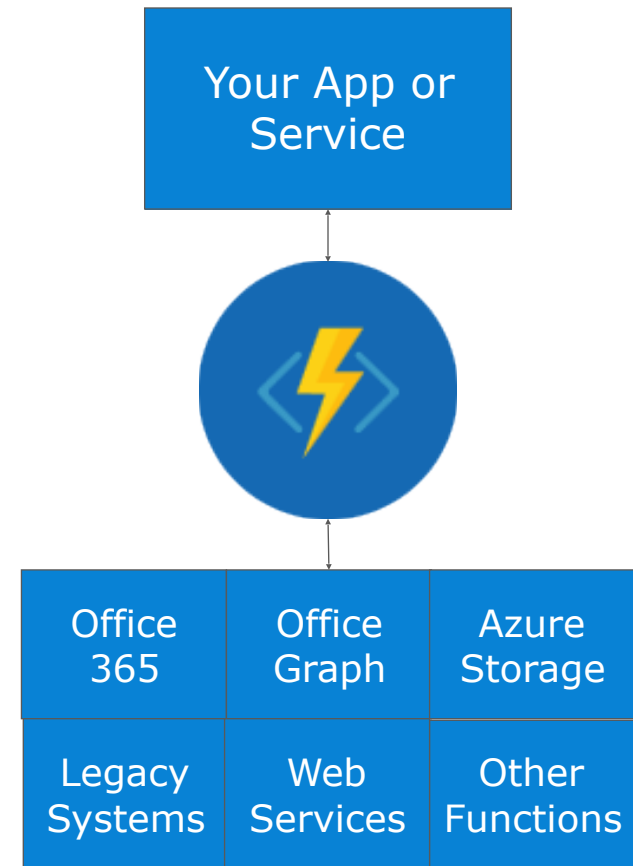 Your App or
Service
Office
365
Office
Graph
Azure
Storage
Legacy
Systems
Web
Services
Other
Functions